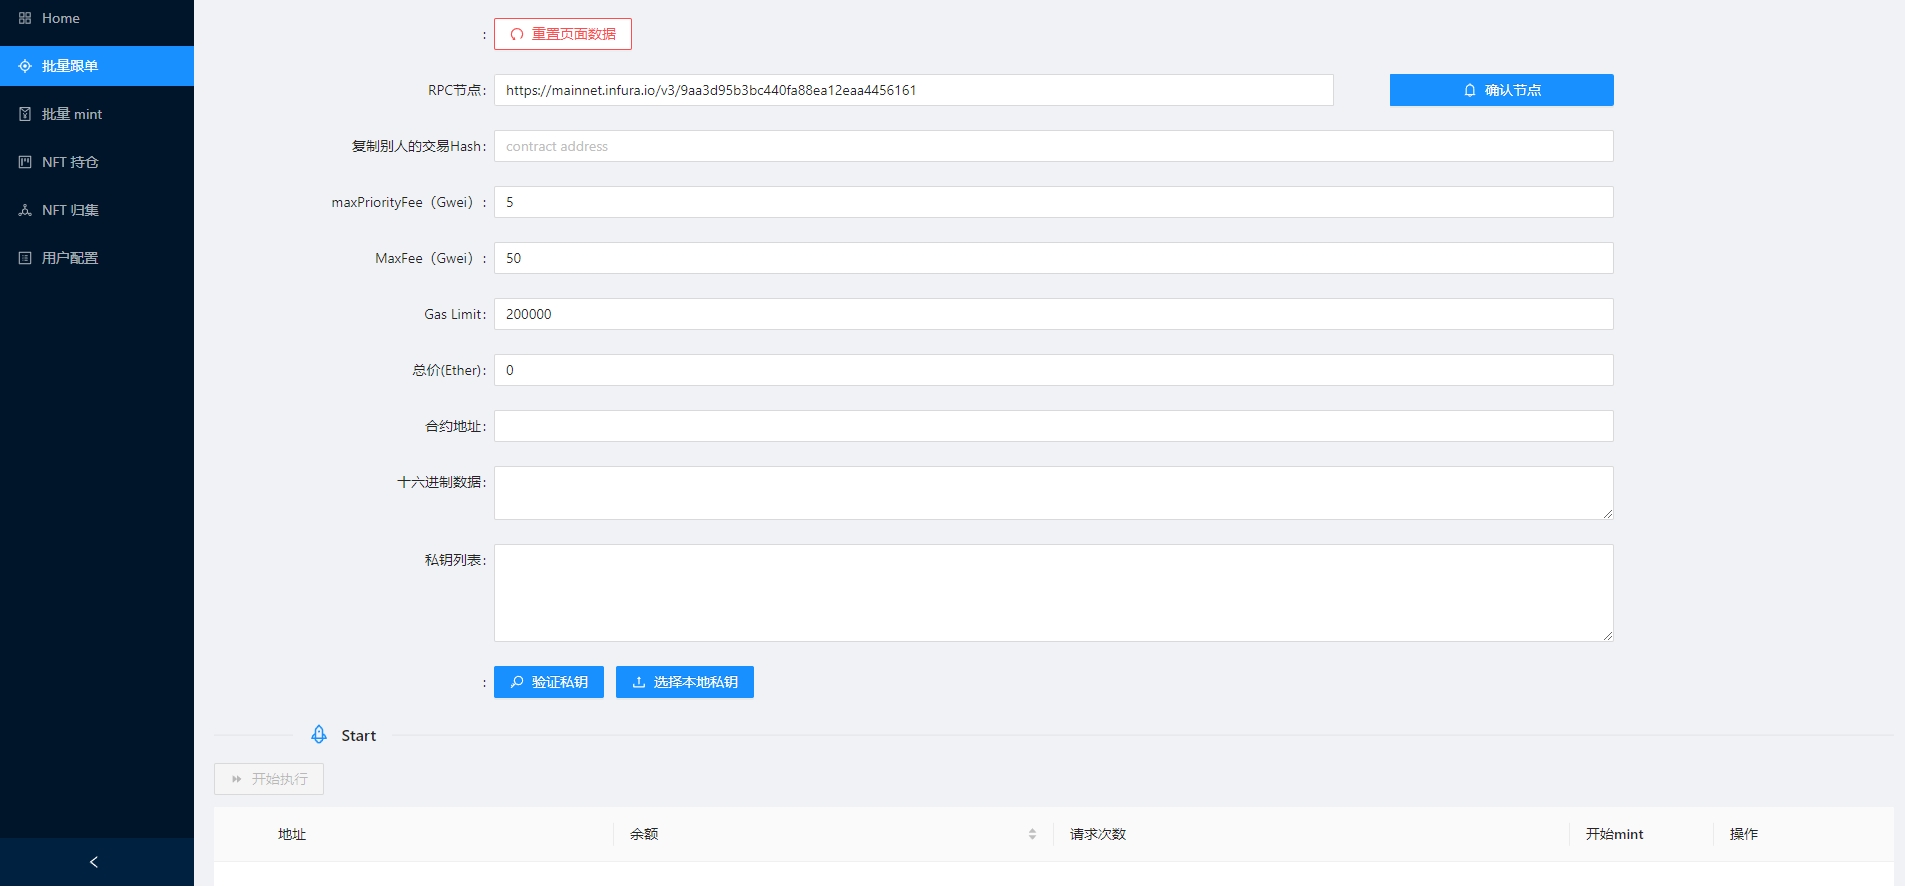 Home
批量跟单
批量 mint
NFT 持仓
NFT 归集
用户配置
: 重置页面数据
RPC节点: https://mainnet.infura.io/v3/9aa3d95b3bc440fa88ea12eaa4456161 确认节点
复制别人的交易Hash: contract address
maxPriorityFee（Gwei）: 5
MaxFee（Gwei）: 50
Gas Limit: 200000
总价(Ether): 0
合约地址:
十六进制数据:
私钥列表:
: 验证私钥 选择本地私钥
Start
开始执行
地址 余额 请求次数 开始mint 操作